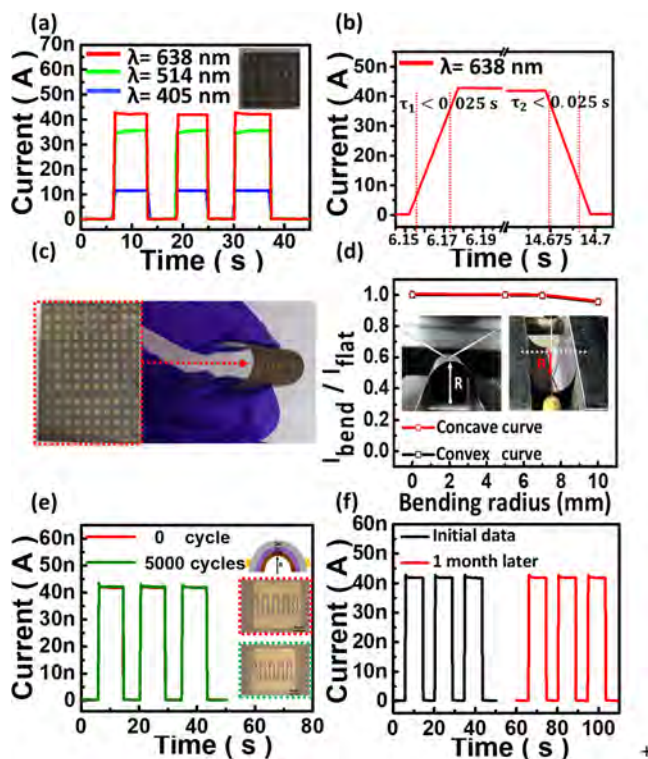 (a)
60n
50n
40n
30n
20n
10n
0
Current ( A )
λ= 638 nm
λ= 514 nm
λ= 405 nm
0 10 20 30 40
Time ( s )
(b)
60n
50n
40n
30n
20n
10n
0
Current ( A )
λ= 638 nm
τ₁ < 0.025 s τ₂ < 0.025 s
6.15 6.17 6.19 14.675 14.7
Time ( s )
(c)
(d)
1.0
0.8
0.6
0.4
0.2
0.0
I bend / I flat
R
R
Concave curve
Convex curve
0 2 4 6 8 10
Bending radius (mm)
(e)
60n
50n
40n
30n
20n
10n
0
Current ( A )
0 cycle
5000 cycles
0 20 40 60 80
Time ( s )
(f)
60n
50n
40n
30n
20n
10n
0
Current ( A )
Initial data
1 month later
0 20 40 60 80 100
Time ( s )
+